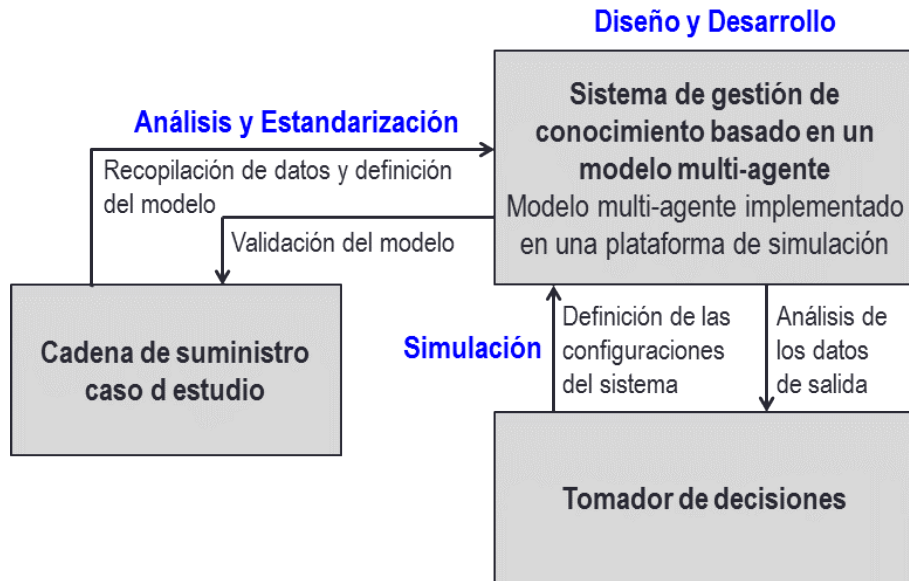 Diseño y Desarrollo
Sistema de gestión de
conocimiento basado en un
modelo multi-agente
Modelo multi-agente implementado
en una plataforma de simulación
Análisis y Estandarización
Recopilación de datos y definición
del modelo
Validación del modelo
Cadena de suministro
caso d estudio
Simulación
Definición de las
configuraciones
del sistema
Análisis de
los datos
de salida
Tomador de decisiones